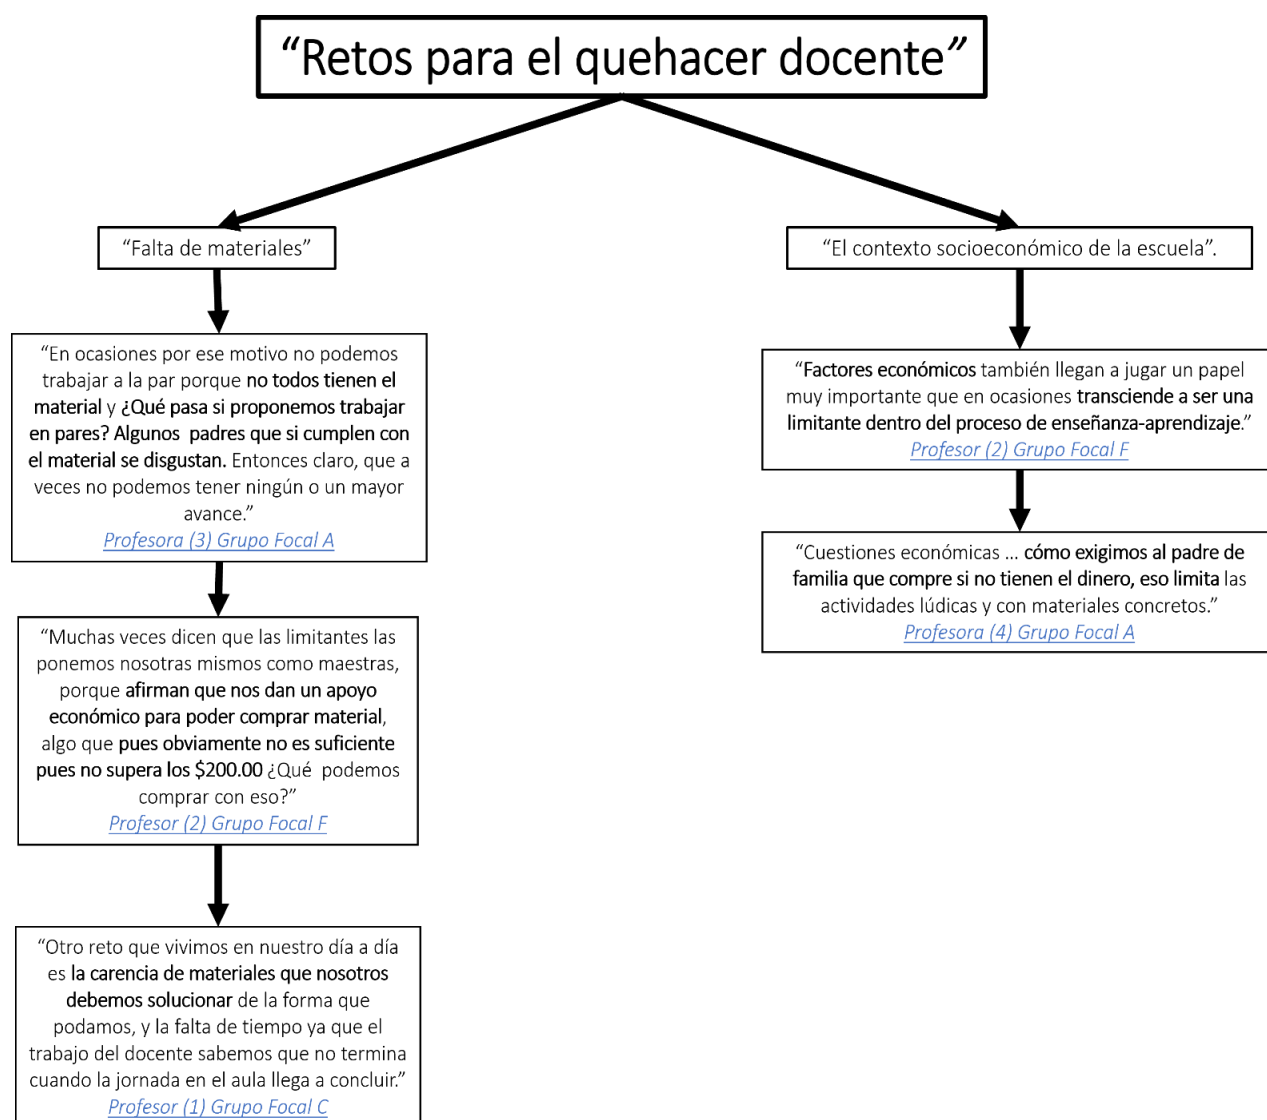 “Retos para el quehacer docente”
“Falta de materiales”
“En ocasiones por ese motivo no podemos
trabajar a la par porque no todos tienen el
material y ¿Qué pasa si proponemos trabajar
en pares? Algunos padres que si cumplen con
el material se disgustan. Entonces claro, que a
veces no podemos tener ningún o un mayor
avance.”
Profesora (3) Grupo Focal A
“Muchas veces dicen que las limitantes las
ponemos nosotras mismos como maestras,
porque afirman que nos dan un apoyo
económico para poder comprar material,
algo que pues obviamente no es suficiente
pues no supera los $200.00 ¿Qué podemos
comprar con eso?”
Profesor (2) Grupo Focal F
“Otro reto que vivimos en nuestro día a día
es la carencia de materiales que nosotros
debemos solucionar de la forma que
podamos, y la falta de tiempo ya que el
trabajo del docente sabemos que no termina
cuando la jornada en el aula llega a concluir.”
Profesor (1) Grupo Focal C
“El contexto socioeconómico de la escuela”.
“Factores económicos también llegan a jugar un papel
muy importante que en ocasiones transciende a ser una
limitante dentro del proceso de enseñanza-aprendizaje.”
Profesor (2) Grupo Focal F
“Cuestiones económicas ... cómo exigimos al padre de
familia que compre si no tienen el dinero, eso limita las
actividades lúdicas y con materiales concretos.”
Profesora (4) Grupo Focal A